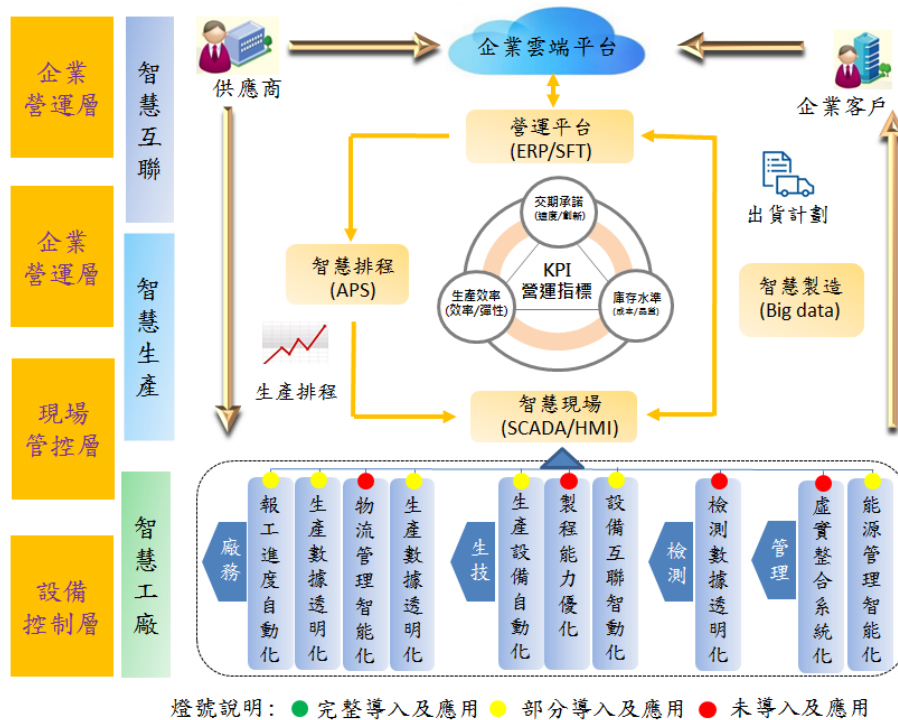 企業
營運層
企業
營運層
現場
管控層
設備
控制層
智慧互聯
智慧生產
智慧工廠
供應商
企業雲端平台
企業客戶
營運平台
(ERP/SFT)
出貨計劃
智慧排程
(APS)
生產排程
交期承諾
(速度/創新)
KPI
營運指標
生產效率
(效率/彈性)
庫存水準
(成本/品質)
智慧製造
(Big data)
智慧現場
(SCADA/HMI)
廠務
報工進度自動化
生產數據透明化
物流管理智能化
生產數據透明化
生技
生產設備自動化
製程能力優化
設備互聯智動化
檢測
檢測數據透明化
管理
虛實整合系統化
能源管理智能化
燈號說明: 完整導入及應用 部分導入及應用 未導入及應用